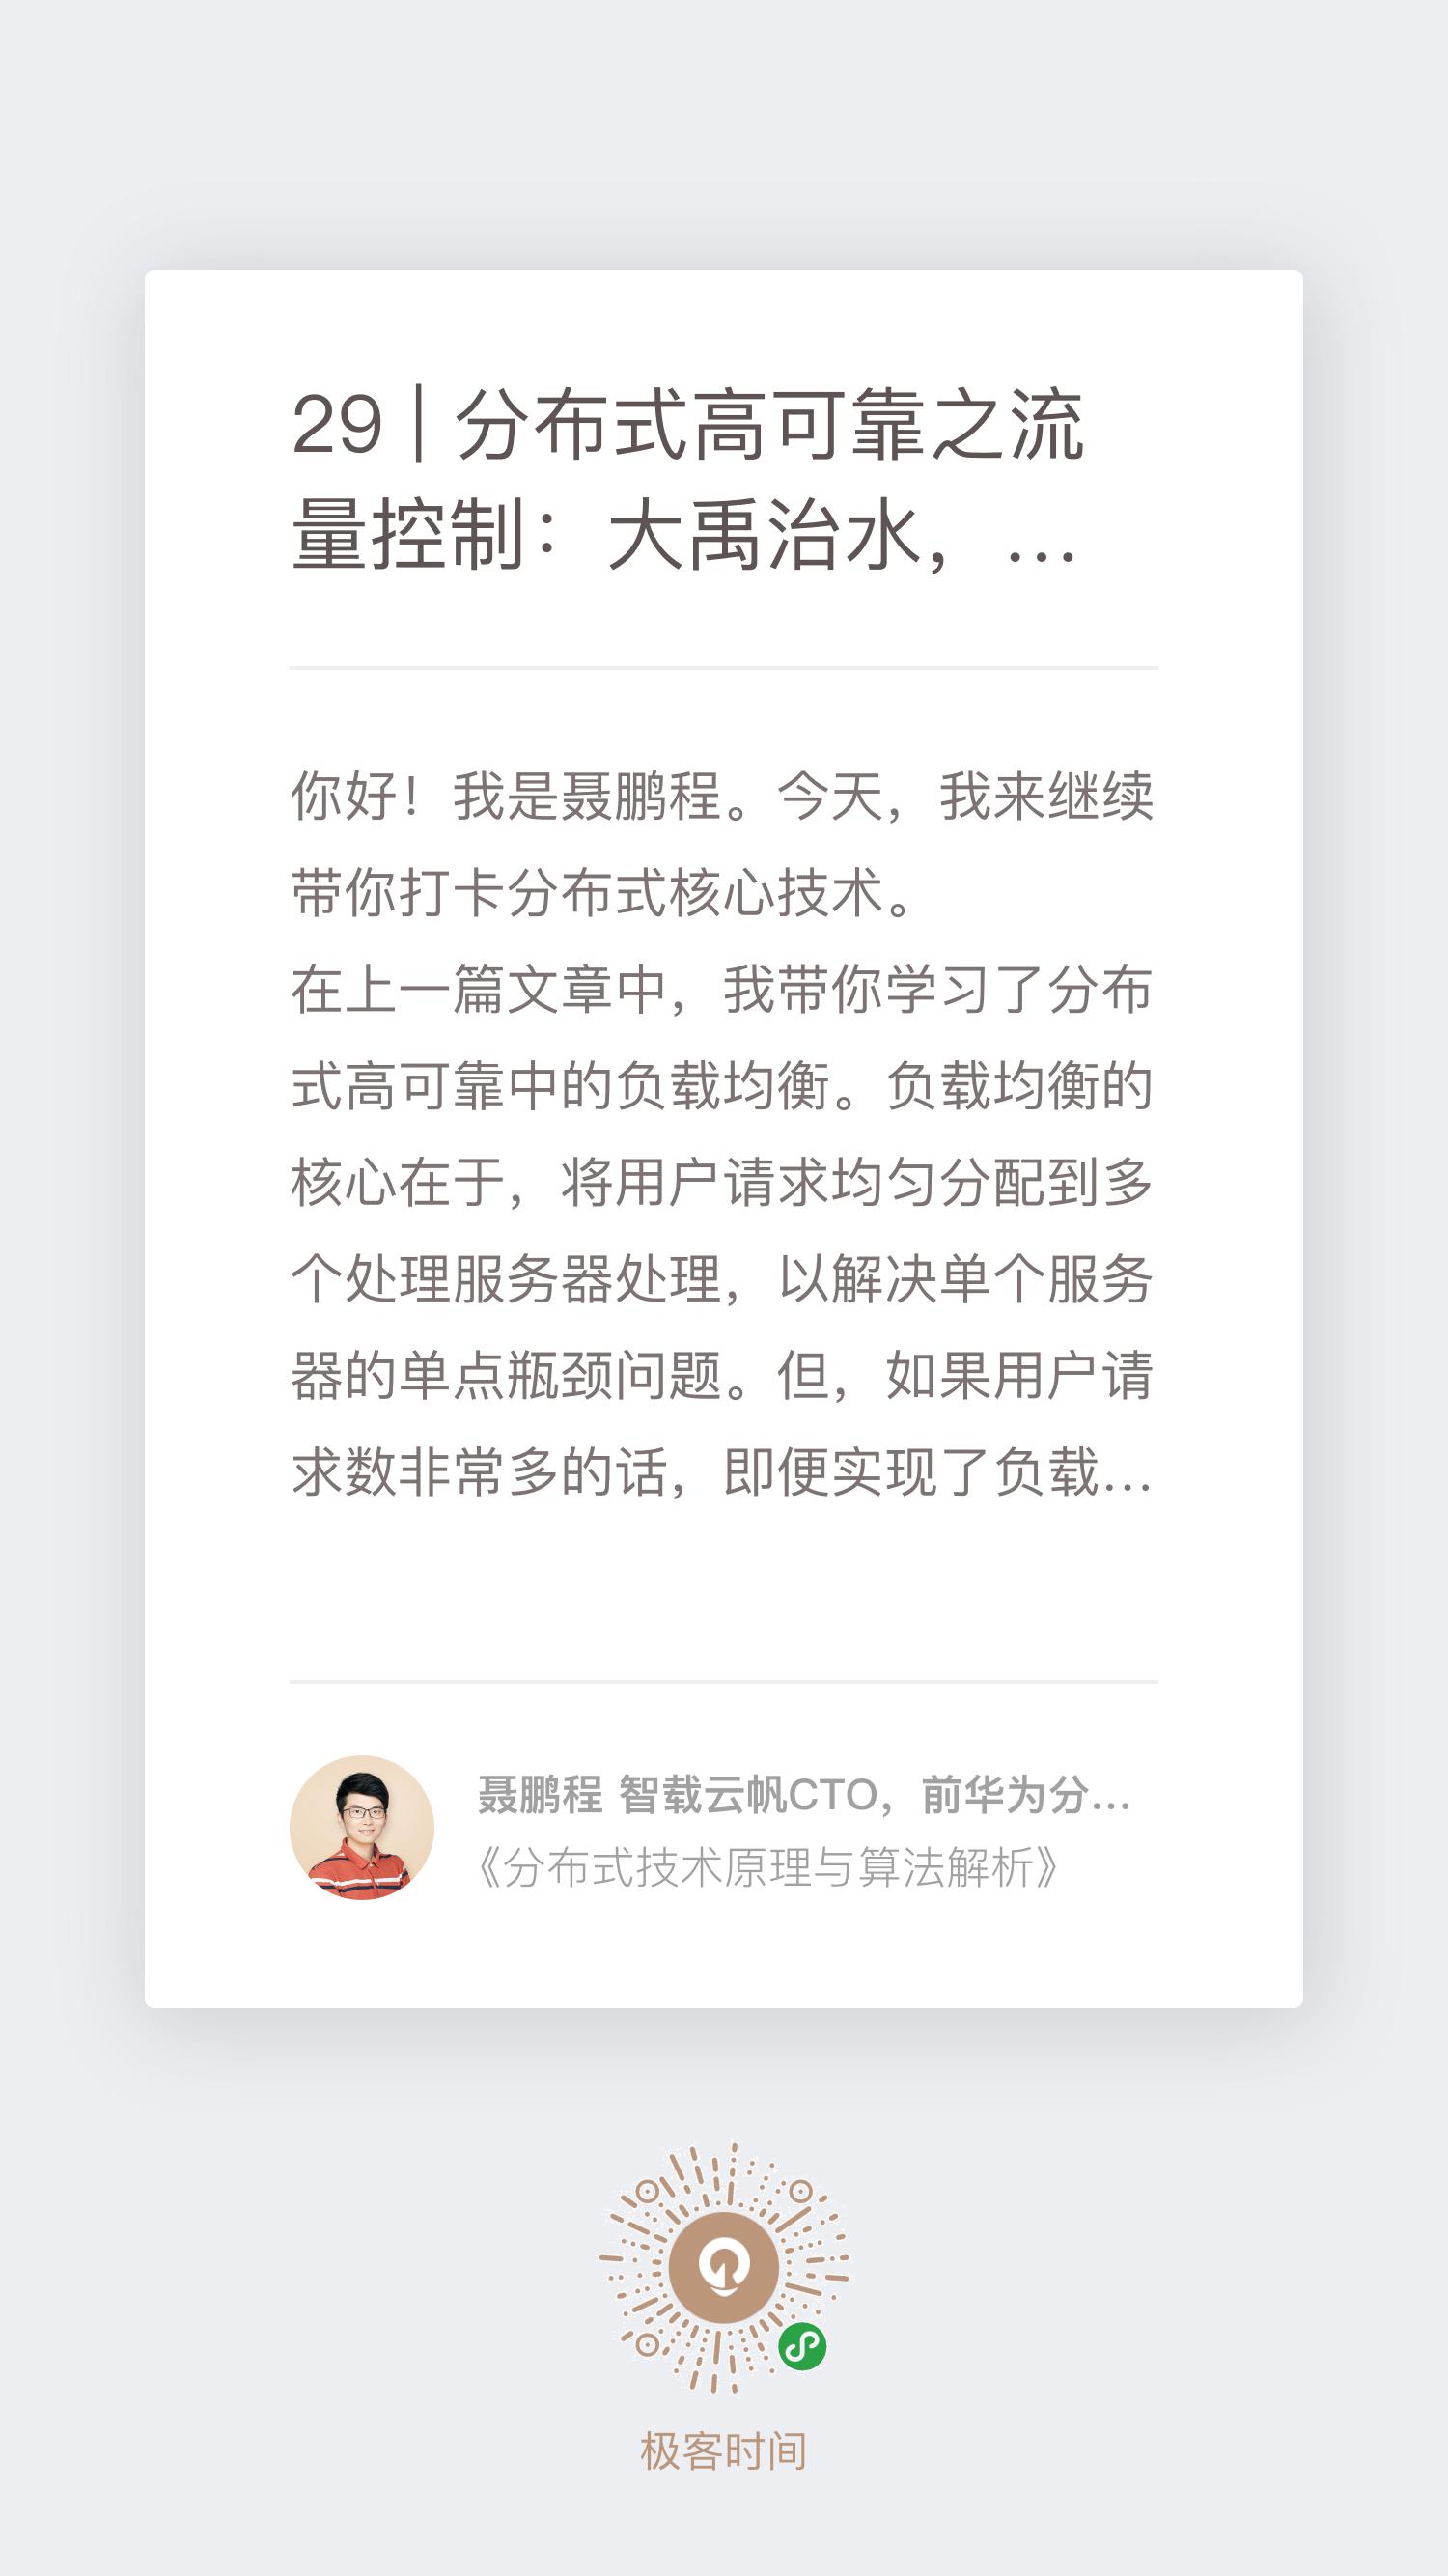 29 | 分布式高可靠之流
量控制：大禹治水，…
你好！我是聂鹏程。今天，我来继续
带你打卡分布式核心技术。
在上一篇文章中，我带你学习了分布
式高可靠中的负载均衡。负载均衡的
核心在于，将用户请求均匀分配到多
个处理服务器处理，以解决单个服务
器的单点瓶颈问题。但，如果用户请
求数非常多的话，即便实现了负载…
聂鹏程 智载云帆CTO，前华为分…
《分布式技术原理与算法解析》
极客时间